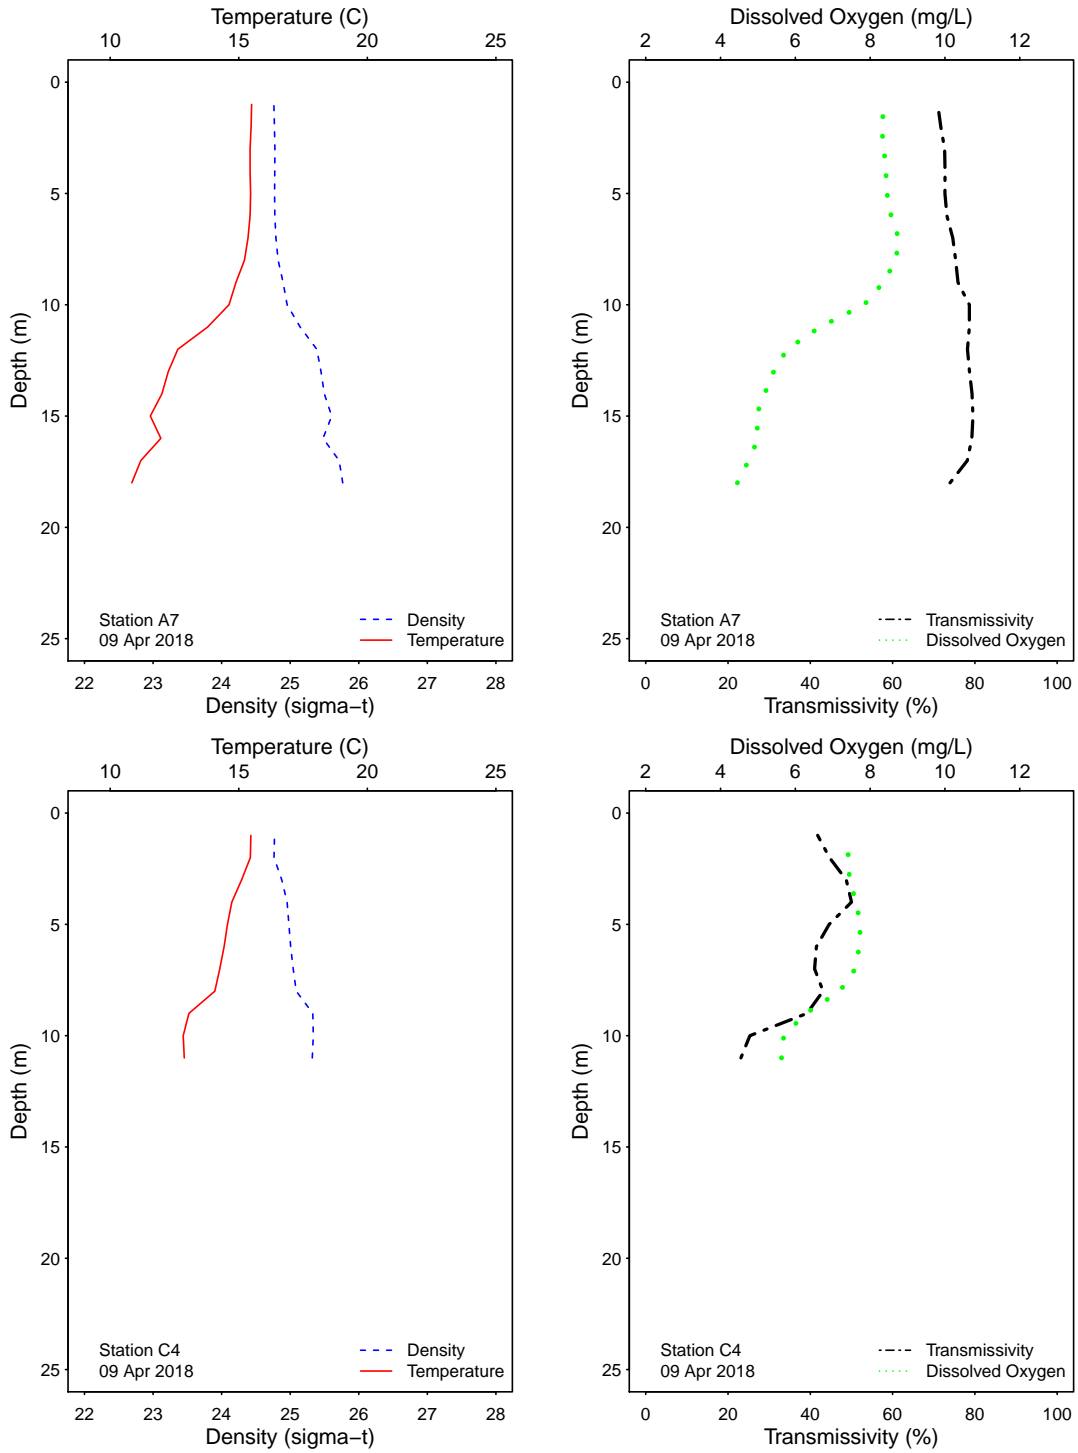 Temperature (C)
10 15 20 25
Depth (m)
0
5
10
15
20
25
Station A7
09 Apr 2018
Density
Temperature
22 23 24 25 26 27 28
Density (sigma−t)
Dissolved Oxygen (mg/L)
2 4 6 8 10 12
Depth (m)
0
5
10
15
20
25
Station A7
09 Apr 2018
Transmissivity
Dissolved Oxygen
0 20 40 60 80 100
Transmissivity (%)
Temperature (C)
10 15 20 25
Depth (m)
0
5
10
15
20
25
Station C4
09 Apr 2018
Density
Temperature
22 23 24 25 26 27 28
Density (sigma−t)
Dissolved Oxygen (mg/L)
2 4 6 8 10 12
Depth (m)
0
5
10
15
20
25
Station C4
09 Apr 2018
Transmissivity
Dissolved Oxygen
0 20 40 60 80 100
Transmissivity (%)